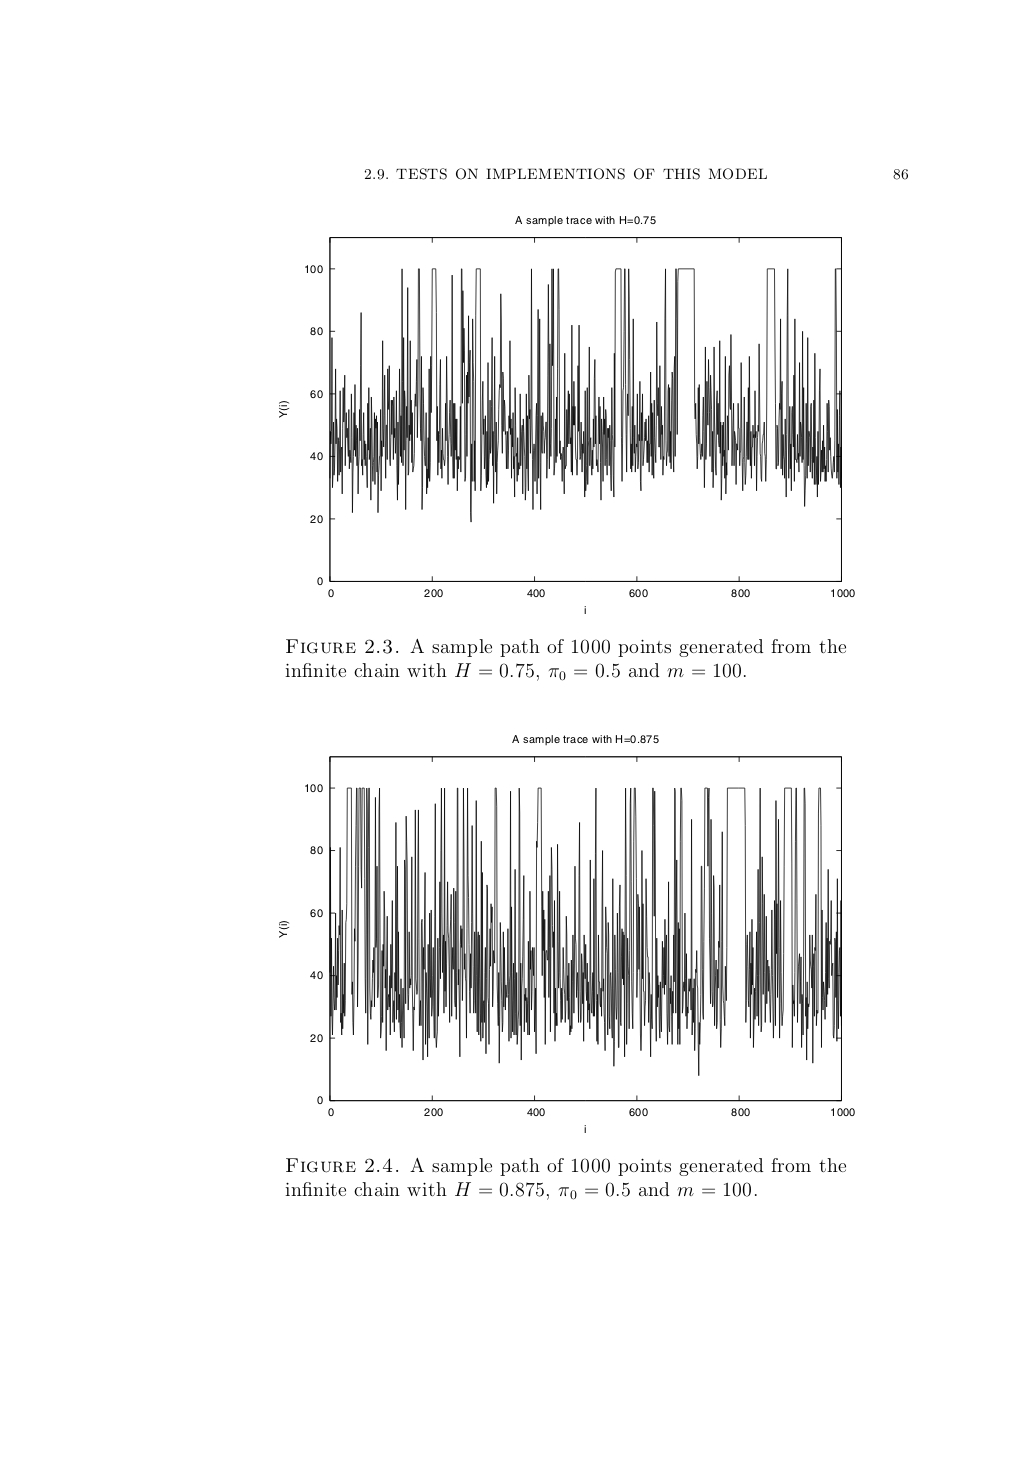 2.9. TESTS ON IMPLEMENTIONS OF THIS MODEL 86
A sample trace with H=0.75
100
80
60
40
20
0
Y(i)
0 200 400 600 800 1000
i
FIGURE 2.3. A sample path of 1000 points generated from the
infinite chain with H = 0.75, π₀ = 0.5 and m = 100.
A sample trace with H=0.875
100
80
60
40
20
0
Y(i)
0 200 400 600 800 1000
i
FIGURE 2.4. A sample path of 1000 points generated from the
infinite chain with H = 0.875, π₀ = 0.5 and m = 100.